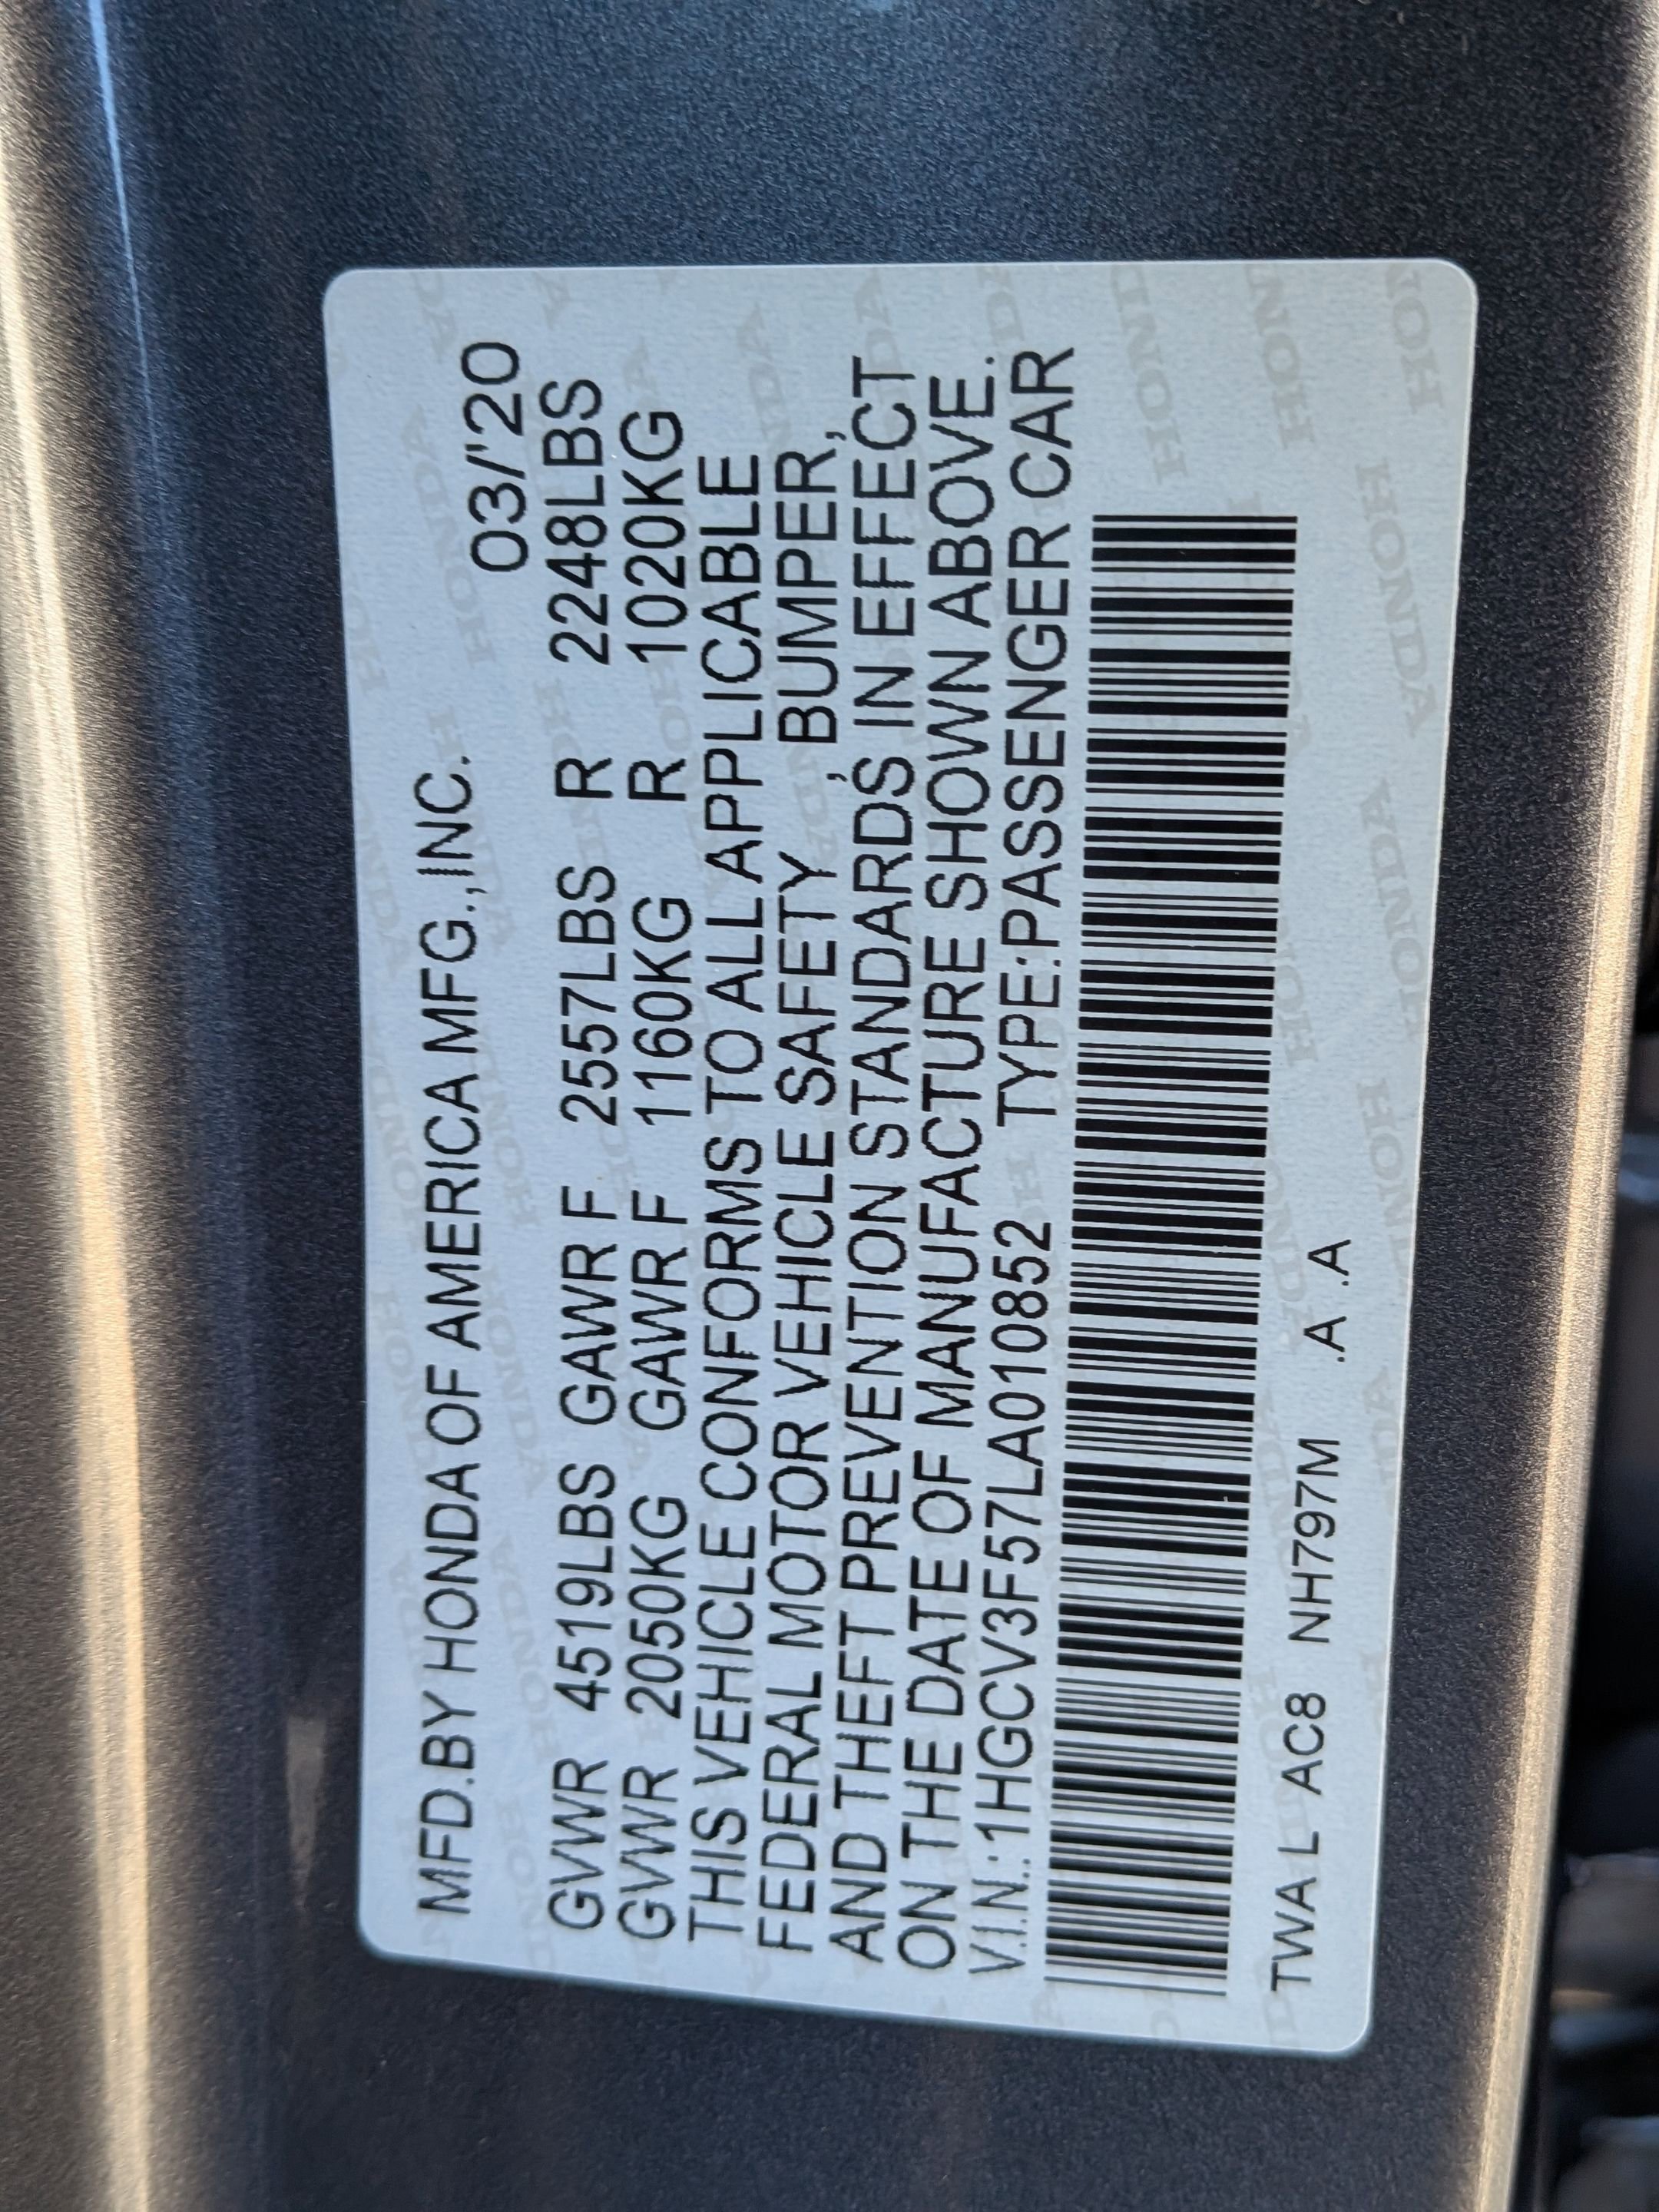 MFD.BY HONDA OF AMERICA MFG.,INC.
03/'20
GVWR 4519LBS GAWR F 2557LBS R 2248LBS
GVWR 2050KG GAWR F 1160KG R 1020KG
THIS VEHICLE CONFORMS TO ALL APPLICABLE
FEDERAL MOTOR VEHICLE SAFETY, BUMPER,
AND THEFT PREVENTION STANDARDS IN EFFECT
ON THE DATE OF MANUFACTURE SHOWN ABOVE.
V.I.N.:1HGCV3F57LA010852 TYPE:PASSENGER CAR
TWA L AC8 NH797M .A .A